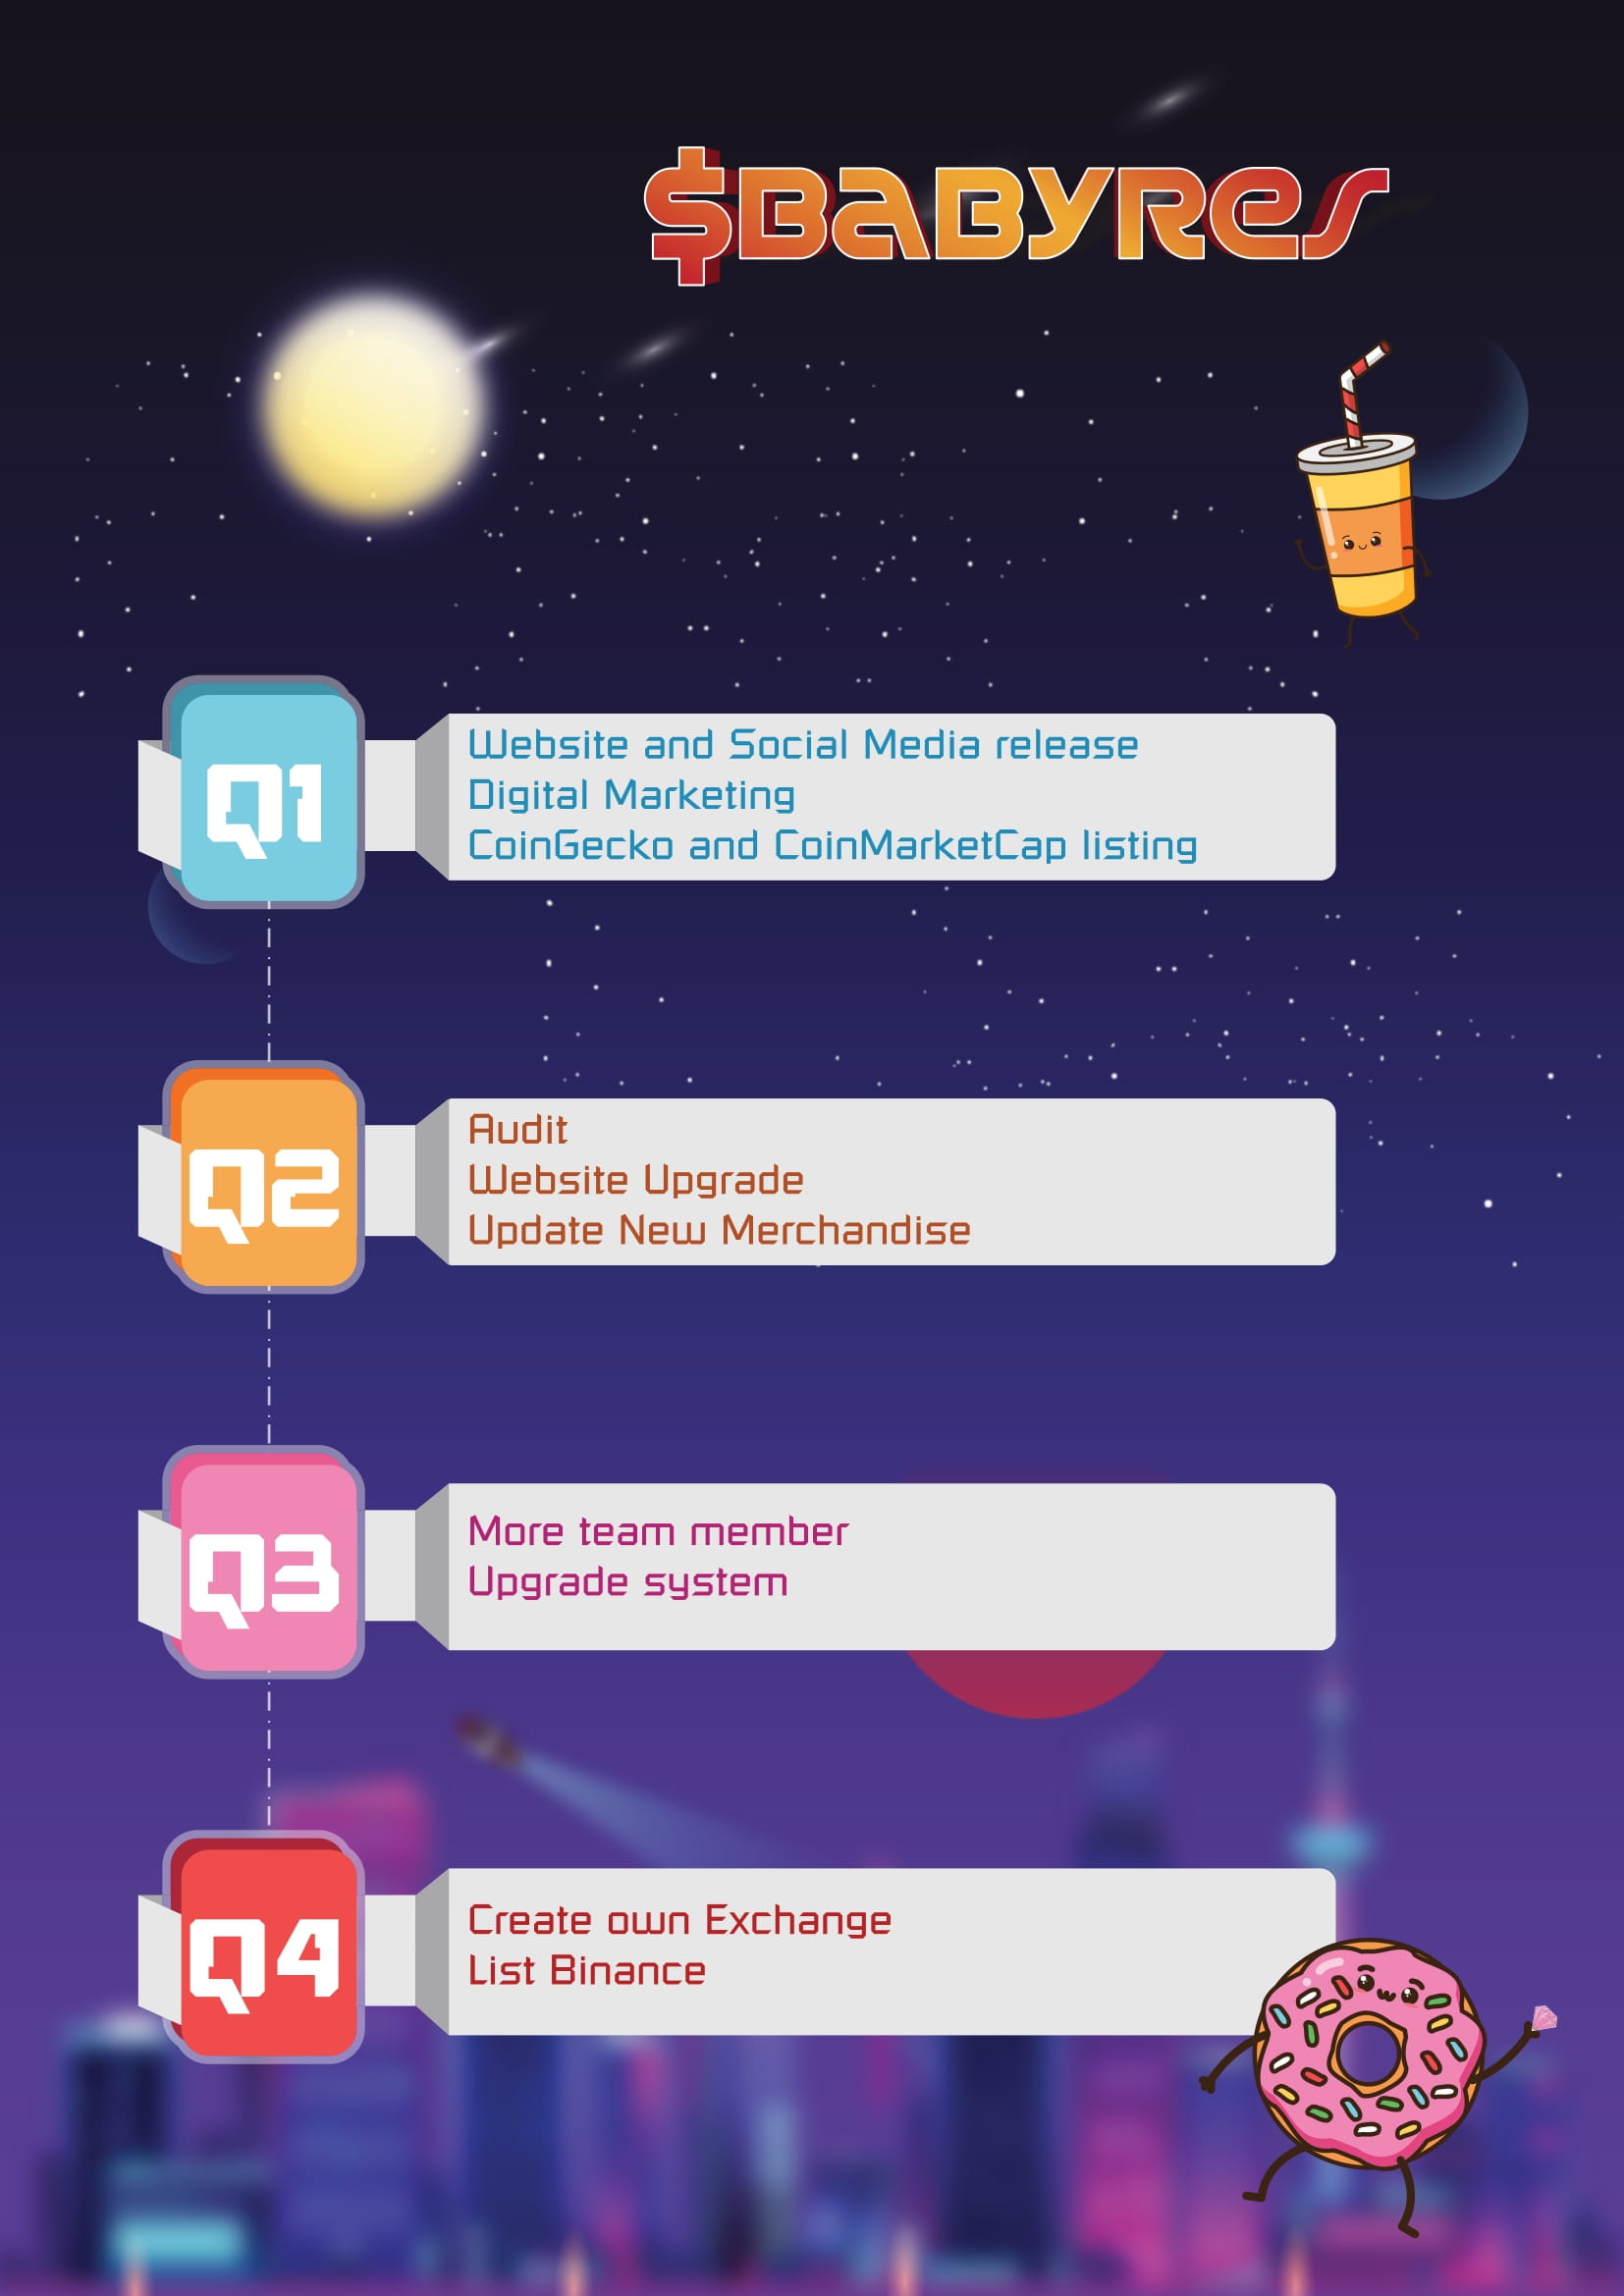 $BABYRES
Q1
Website and Social Media release
Digital Marketing
CoinGecko and CoinMarketCap listing
Q2
Audit
Website Upgrade
Update New Merchandise
Q3
More team member
Upgrade system
Q4
Create own Exchange
List Binance